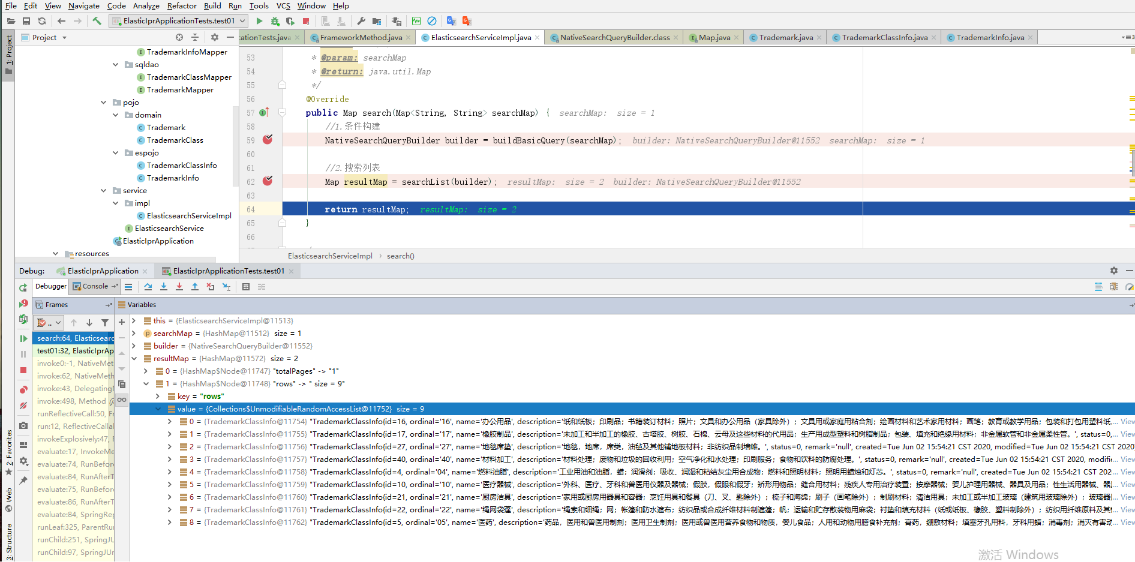 File Edit View Navigate Code Analyze Refactor Build Run Tools VCS Window Help
ElasticIprApplicationTests.test01
Project
cationTests.java
FrameworkMethod.java
ElasticsearchServiceImpl.java
NativeSearchQueryBuilder.class
Map.java
Trademark.java
TrademarkClassInfo.java
TrademarkInfo.java
1: Project
TrademarkInfoMapper
sqldao
TrademarkClassMapper
TrademarkMapper
pojo
domain
Trademark
TrademarkClass
espojo
TrademarkClassInfo
TrademarkInfo
service
impl
ElasticsearchServiceImpl
ElasticsearchService
ElasticIprApplication
resources
53 * @param: searchMap
54 * @return: java.util.Map
55 */
56 @Override
57 public Map search(Map<String, String> searchMap) { searchMap: size = 1
58 //1.条件构建
59 NativeSearchQueryBuilder builder = buildBasicQuery(searchMap); builder: NativeSearchQueryBuilder@11552 searchMap: size = 1
60
61 //2.搜索列表
62 Map resultMap = searchList(builder); resultMap: size = 2 builder: NativeSearchQueryBuilder@11552
63
64 return resultMap; resultMap: size = 2
65 }
66
ElasticsearchServiceImpl › search()
Debug: ElasticIprApplication ElasticIprApplicationTests.test01
Debugger Console
Frames
Variables
search:64, Elasticsearc
test01:32, ElasticIprAp
invoke0:-1, NativeMeth
invoke:62, NativeMeth
invoke:43, DelegatingM
invoke:498, Method
runReflectiveCall:50, F
run:12, ReflectiveCallab
invokeExplosively:47,
evaluate:17, InvokeMe
evaluate:74, RunBefor
evaluate:84, RunAfterT
evaluate:75, RunBefor
evaluate:86, RunAfterT
evaluate:84, SpringRep
runLeaf:325, ParentRun
runChild:251, SpringJU
runChild:97, SpringJUn
this = {ElasticsearchServiceImpl@11513}
searchMap = {HashMap@11512} size = 1
builder = {NativeSearchQueryBuilder@11552}
resultMap = {HashMap@11572} size = 2
0 = {HashMap$Node@11747} "totalPages" -> "1"
1 = {HashMap$Node@11748} "rows" -> " size = 9"
key = "rows"
value = {Collections$UnmodifiableRandomAccessList@11752} size = 9
0 = {TrademarkClassInfo@11754} "TrademarkClassInfo{id=16, ordinal='16', name='办公用品', description='纸和纸板；印刷品；书籍装订材料；照片；文具和办公用品（家具除外）；文具用或家庭用粘合剂；绘画材料和艺术家用材料；画笔；教育或教学用品；包装和打包用塑料纸... View
1 = {TrademarkClassInfo@11755} "TrademarkClassInfo{id=17, ordinal='17', name='橡胶制品', description='未加工和半加工的橡胶、古塔胶、树胶、石棉、云母及这些材料的代用品；生产用成型塑料和树脂制品；包装、填充和绝缘用材料；非金属软管和非金属柔性管。', status=0, View
2 = {TrademarkClassInfo@11756} "TrademarkClassInfo{id=27, ordinal='27', name='地毯席垫', description='地毯、地席、席垫、油毡及其他铺地板材料；非纺织品制墙帷。', status=0, remark='null', created=Tue Jun 02 15:54:21 CST 2020, modified=Tue Jun 02 15:54:21 CST 202... View
3 = {TrademarkClassInfo@11757} "TrademarkClassInfo{id=40, ordinal='40', name='材料加工', description='材料处理；废物和垃圾的回收利用；空气净化和水处理；印刷服务；食物和饮料的防腐处理。', status=0, remark='null', created=Tue Jun 02 15:54:21 CST 2020, modifi... View
4 = {TrademarkClassInfo@11758} "TrademarkClassInfo{id=4, ordinal='04', name='燃料油脂', description='工业用油和油脂，蜡；润滑剂；吸收、润湿和粘结灰尘用合成物；燃料和照明材料；照明用蜡烛和灯芯。', status=0, remark='null', created=Tue Jun 02 15:54:21 CST 2020, mo... View
5 = {TrademarkClassInfo@11759} "TrademarkClassInfo{id=10, ordinal='10', name='医疗器械', description='外科、医疗、牙科和兽医用仪器及器械；假肢，假眼和假牙；矫形用物品；缝合用材料；残疾人专用治疗装置；按摩器械；婴儿护理用器械、器具及用品；性生活用器械、器... View
6 = {TrademarkClassInfo@11760} "TrademarkClassInfo{id=21, ordinal='21', name='厨房洁具', description='家用或厨房用器具和容器；烹饪用具和餐具（刀、叉、匙除外）；梳子和海绵；刷子（画笔除外）；制刷材料；清洁用具；未加工或半加工玻璃（建筑用玻璃除外）；玻璃器... View
7 = {TrademarkClassInfo@11761} "TrademarkClassInfo{id=22, ordinal='22', name='绳网袋篷', description='绳索和细绳；网；帐篷和防水遮布；纺织品或合成纤维材料制遮篷；帆；运输和贮存散装物用麻袋；衬垫和填充材料（纸或纸板、橡胶、塑料制除外）；纺织用纤维原料及其... View
8 = {TrademarkClassInfo@11762} "TrademarkClassInfo{id=5, ordinal='05', name='医药', description='药品，医用和兽医用制剂；医用卫生制剂；医用或兽医用营养食物和物质，婴儿食品；人用和动物用膳食补充剂；膏药，绷敷材料；填塞牙孔用料，牙科用蜡；消毒剂；消灭有害动... View
2: Favorites
Web
Z: Structure
激活 Windows